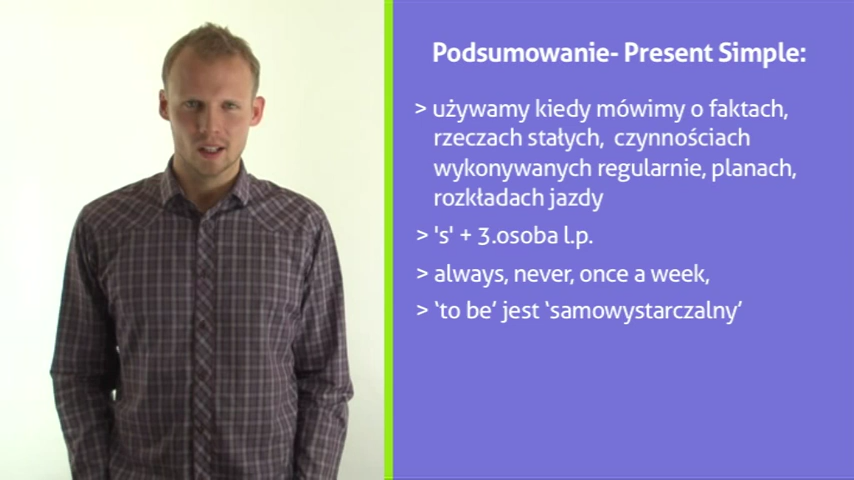 Podsumowanie- Present Simple:
> używamy kiedy mówimy o faktach,
rzeczach stałych, czynnościach
wykonywanych regularnie, planach,
rozkładach jazdy
> 's' + 3.osoba l.p.
> always, never, once a week,
> ‘to be’ jest ‘samowystarczalny’